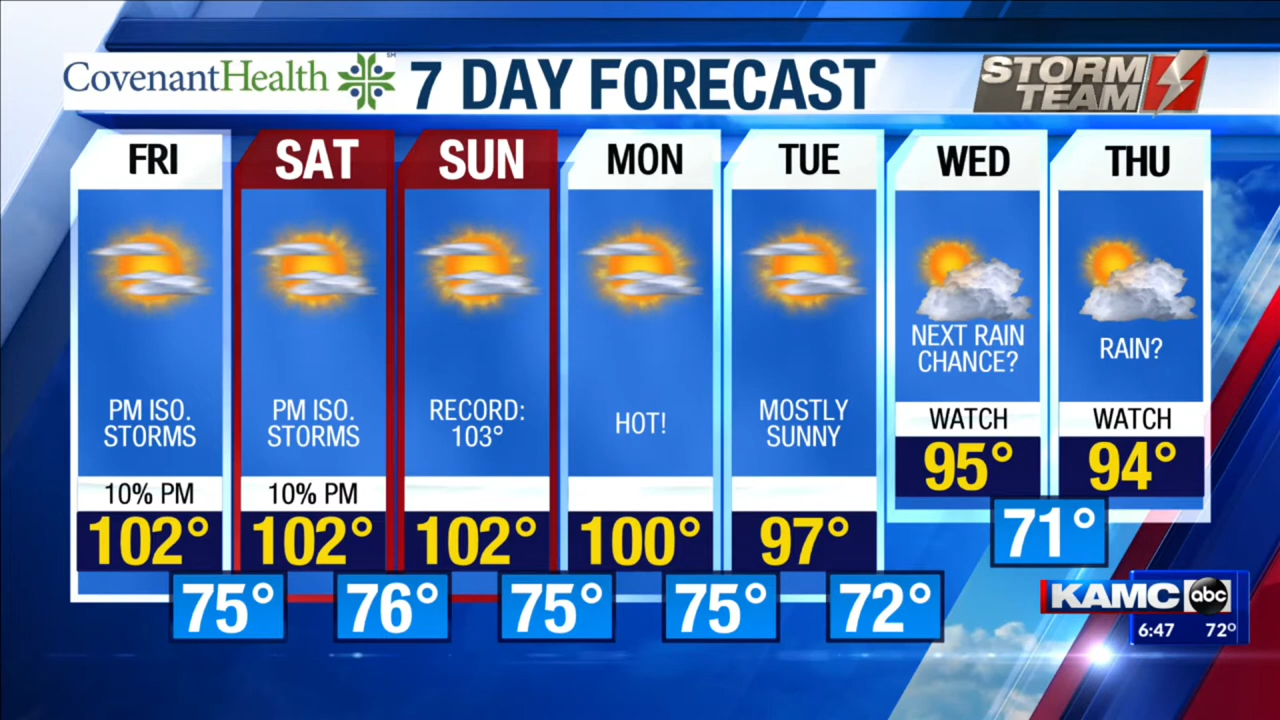 CovenantHealth SM 7 DAY FORECAST STORM TEAM
FRI SAT SUN MON TUE WED THU
NEXT RAIN
CHANCE?
RAIN?
PM ISO.
STORMS
PM ISO.
STORMS
RECORD:
103°
HOT!
MOSTLY
SUNNY
WATCH WATCH
95° 94°
10% PM 10% PM
102° 102° 102° 100° 97°
71°
75° 76° 75° 75° 72°
KAMC abc
6:47 72°